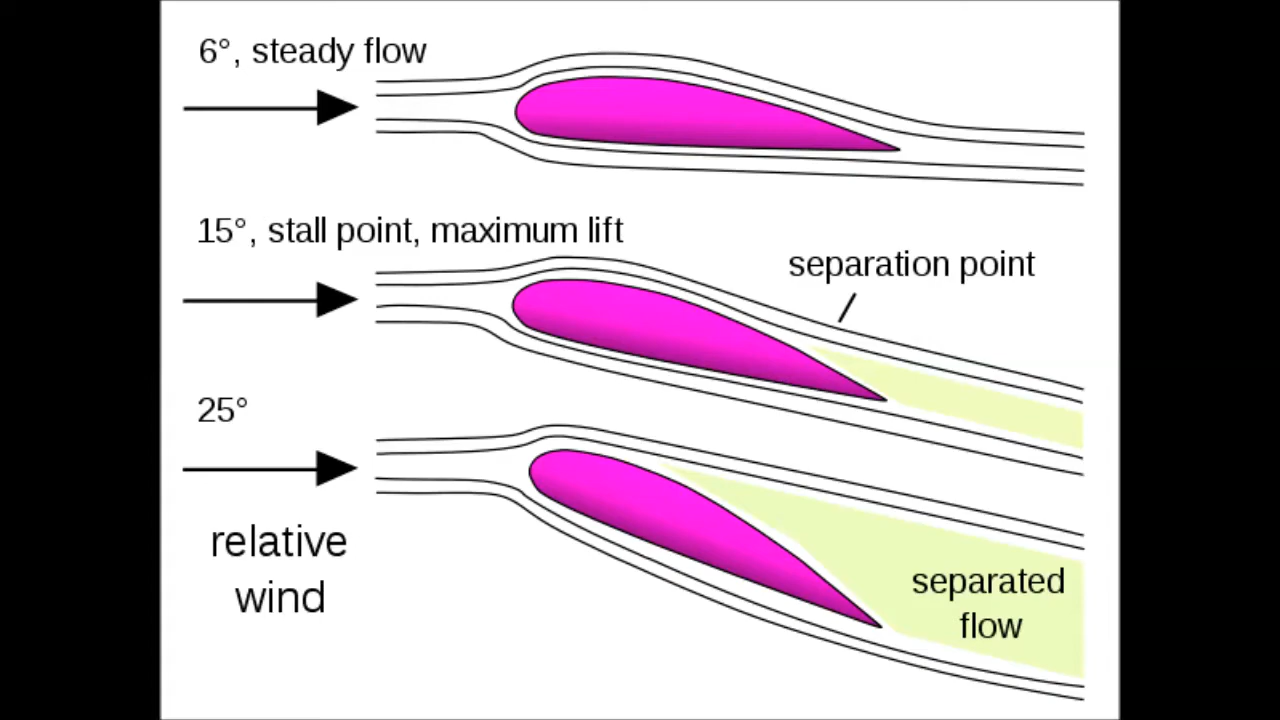 6°, steady flow
15°, stall point, maximum lift
separation point
25°
relative
wind
separated
flow